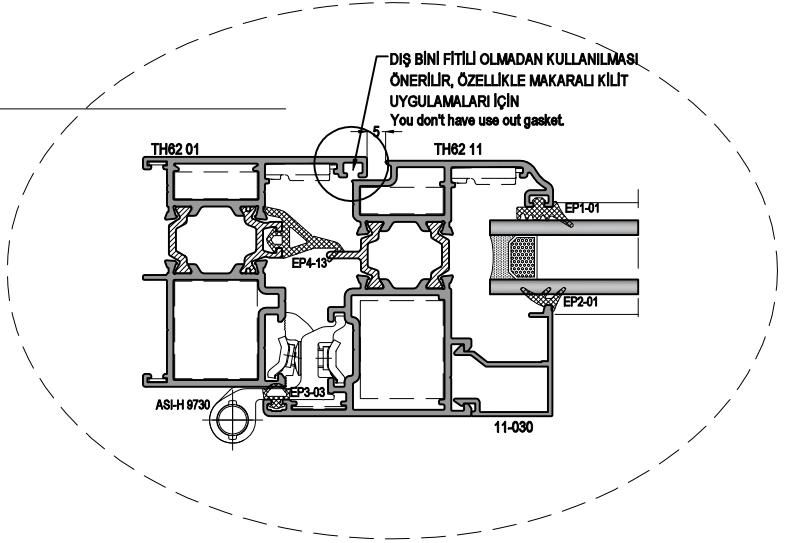 DIŞ BİNİ FİTİLİ OLMADAN KULLANILMASI
ÖNERİLİR, ÖZELLİKLE MAKARALI KİLİT
UYGULAMALARI İÇİN
You don't have use out gasket.
5
TH62 01
TH62 11
EP1-01
EP4-13
EP2-01
EP3-03
ASI-H 9730
11-030